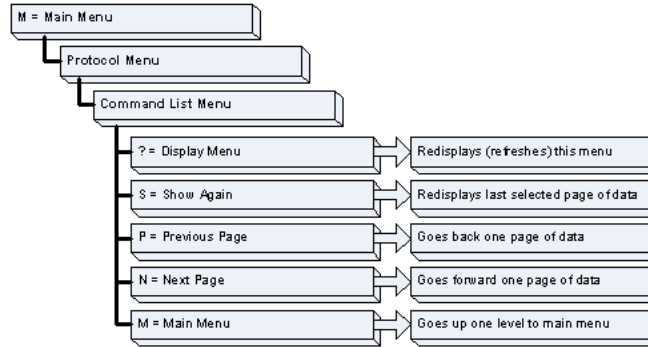 M = Main Menu
Protocol Menu
Command List Menu
? = Display Menu
Redisplays (refreshes) this menu
S = Show Again
Redisplays last selected page of data
P = Previous Page
Goes back one page of data
N = Next Page
Goes forward one page of data
M = Main Menu
Goes up one level to main menu